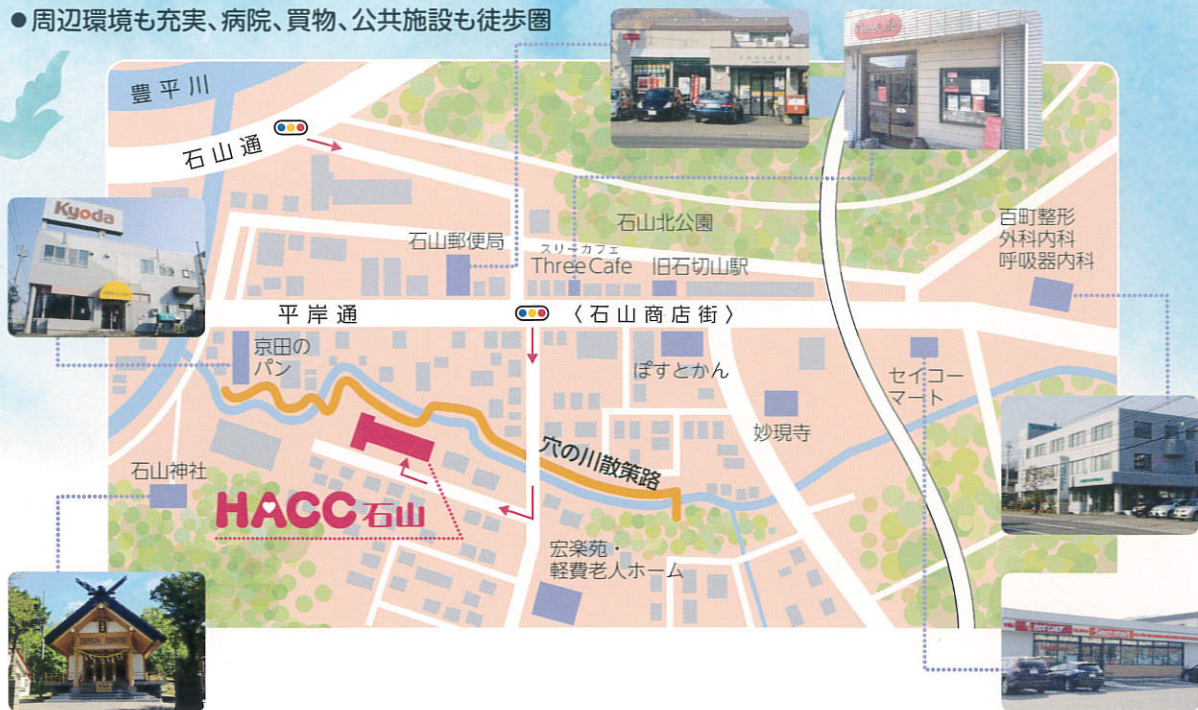 ●周辺環境も充実、病院、買物、公共施設も徒歩圏
豊平川
石山通
Kyoda
石山郵便局
スリーカフェ
ThreeCafe
旧石切山駅
石山北公園
百町整形
外科内科
呼吸器内科
平岸通
〈石山商店街〉
京田の
パン
ぽすとかん
セイコー
マート
妙現寺
穴の川散策路
石山神社
HACC石山
宏楽苑・
軽費老人ホーム